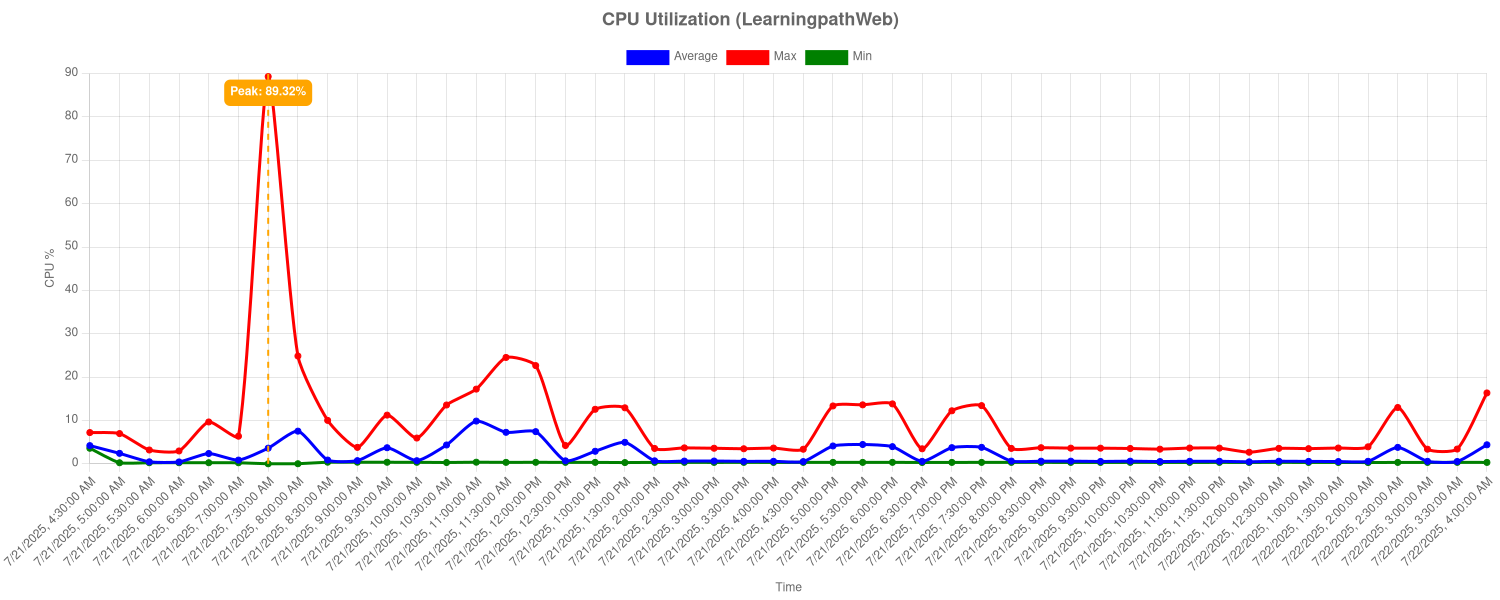 CPU Utilization (LearningpathWeb)
Average
Max
Min
90
Peak: 89.32%
80
70
60
50
40
30
20
10
0
CPU %
7/21/2025, 4:30:00 AM
7/21/2025, 5:00:00 AM
7/21/2025, 5:30:00 AM
7/21/2025, 6:00:00 AM
7/21/2025, 6:30:00 AM
7/21/2025, 7:00:00 AM
7/21/2025, 7:30:00 AM
7/21/2025, 8:00:00 AM
7/21/2025, 8:30:00 AM
7/21/2025, 9:00:00 AM
7/21/2025, 9:30:00 AM
7/21/2025, 10:00:00 AM
7/21/2025, 10:30:00 AM
7/21/2025, 11:00:00 AM
7/21/2025, 11:30:00 AM
7/21/2025, 12:00:00 PM
7/21/2025, 12:30:00 PM
7/21/2025, 1:00:00 PM
7/21/2025, 1:30:00 PM
7/21/2025, 2:00:00 PM
7/21/2025, 2:30:00 PM
7/21/2025, 3:00:00 PM
7/21/2025, 3:30:00 PM
7/21/2025, 4:00:00 PM
7/21/2025, 4:30:00 PM
7/21/2025, 5:00:00 PM
7/21/2025, 5:30:00 PM
7/21/2025, 6:00:00 PM
7/21/2025, 6:30:00 PM
7/21/2025, 7:00:00 PM
7/21/2025, 7:30:00 PM
7/21/2025, 8:00:00 PM
7/21/2025, 8:30:00 PM
7/21/2025, 9:00:00 PM
7/21/2025, 9:30:00 PM
7/21/2025, 10:00:00 PM
7/21/2025, 10:30:00 PM
7/21/2025, 11:00:00 PM
7/21/2025, 11:30:00 PM
7/22/2025, 12:00:00 AM
7/22/2025, 12:30:00 AM
7/22/2025, 1:00:00 AM
7/22/2025, 1:30:00 AM
7/22/2025, 2:00:00 AM
7/22/2025, 2:30:00 AM
7/22/2025, 3:00:00 AM
7/22/2025, 3:30:00 AM
7/22/2025, 4:00:00 AM
Time